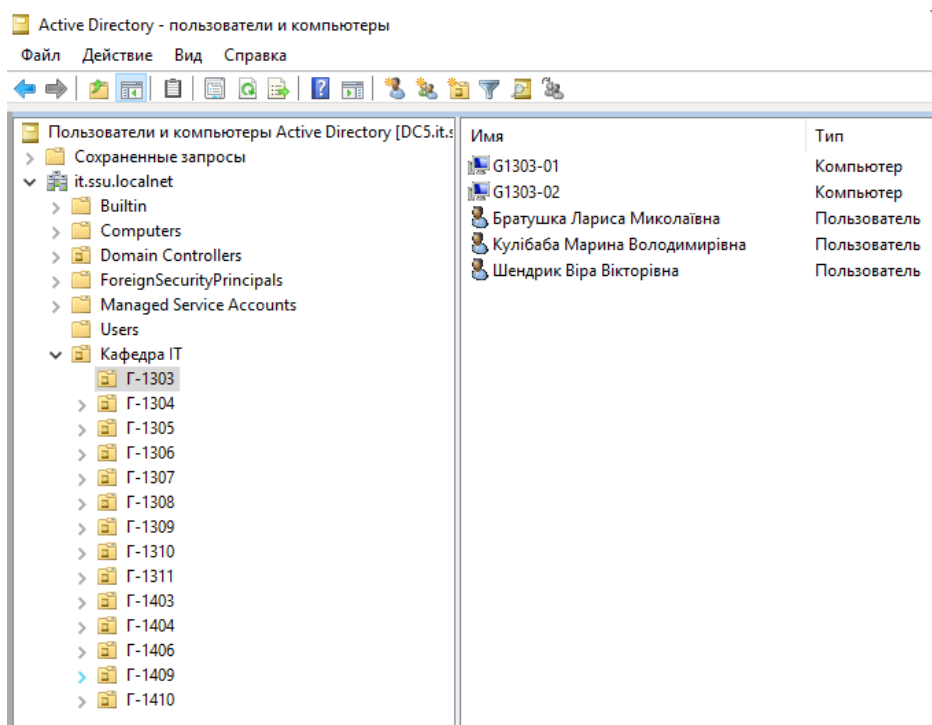 Active Directory - пользователи и компьютеры
Файл Действие Вид Справка
Пользователи и компьютеры Active Directory [DC5.it.s
Сохраненные запросы
it.ssu.localnet
Builtin
Computers
Domain Controllers
ForeignSecurityPrincipals
Managed Service Accounts
Users
Кафедра ІТ
Г-1303
Г-1304
Г-1305
Г-1306
Г-1307
Г-1308
Г-1309
Г-1310
Г-1311
Г-1403
Г-1404
Г-1406
Г-1409
Г-1410
Имя Тип
G1303-01 Компьютер
G1303-02 Компьютер
Братушка Лариса Миколаївна Пользователь
Кулібаба Марина Володимирівна Пользователь
Шендрик Віра Вікторівна Пользователь